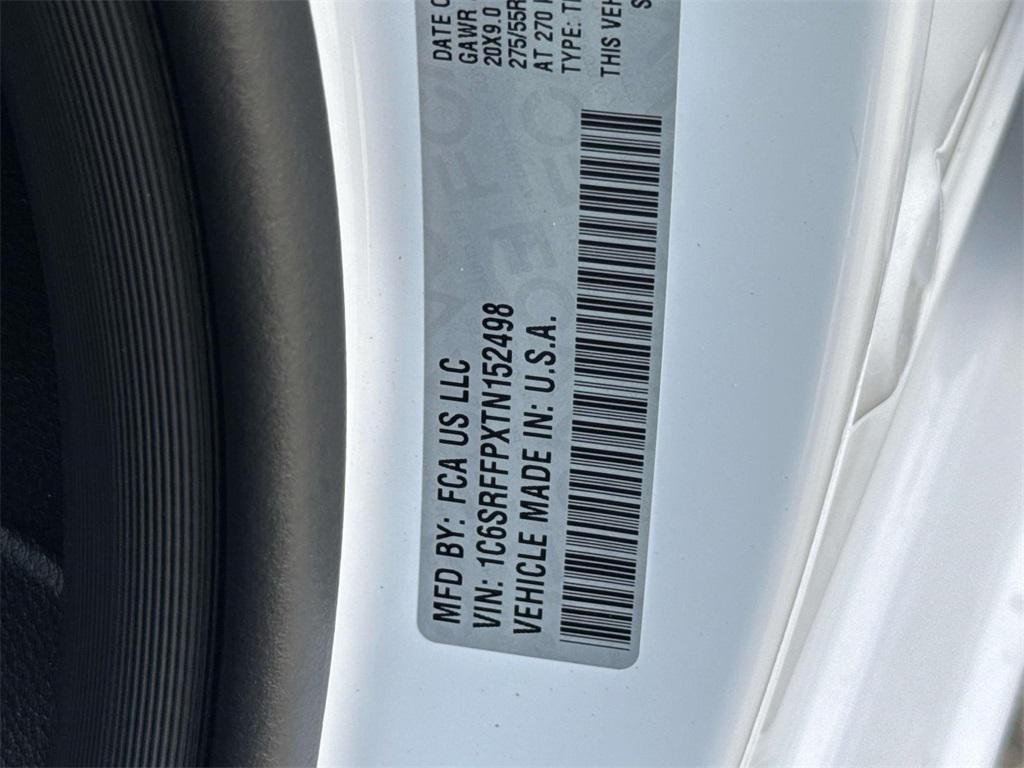 MFD BY: FCA US LLC
DATE O
GAWR
VIN: 1C6SRFFPXTN152498
20X9.0
VEHICLE MADE IN: U.S.A.
275/55R
AT 270
TYPE: T
THIS VEH